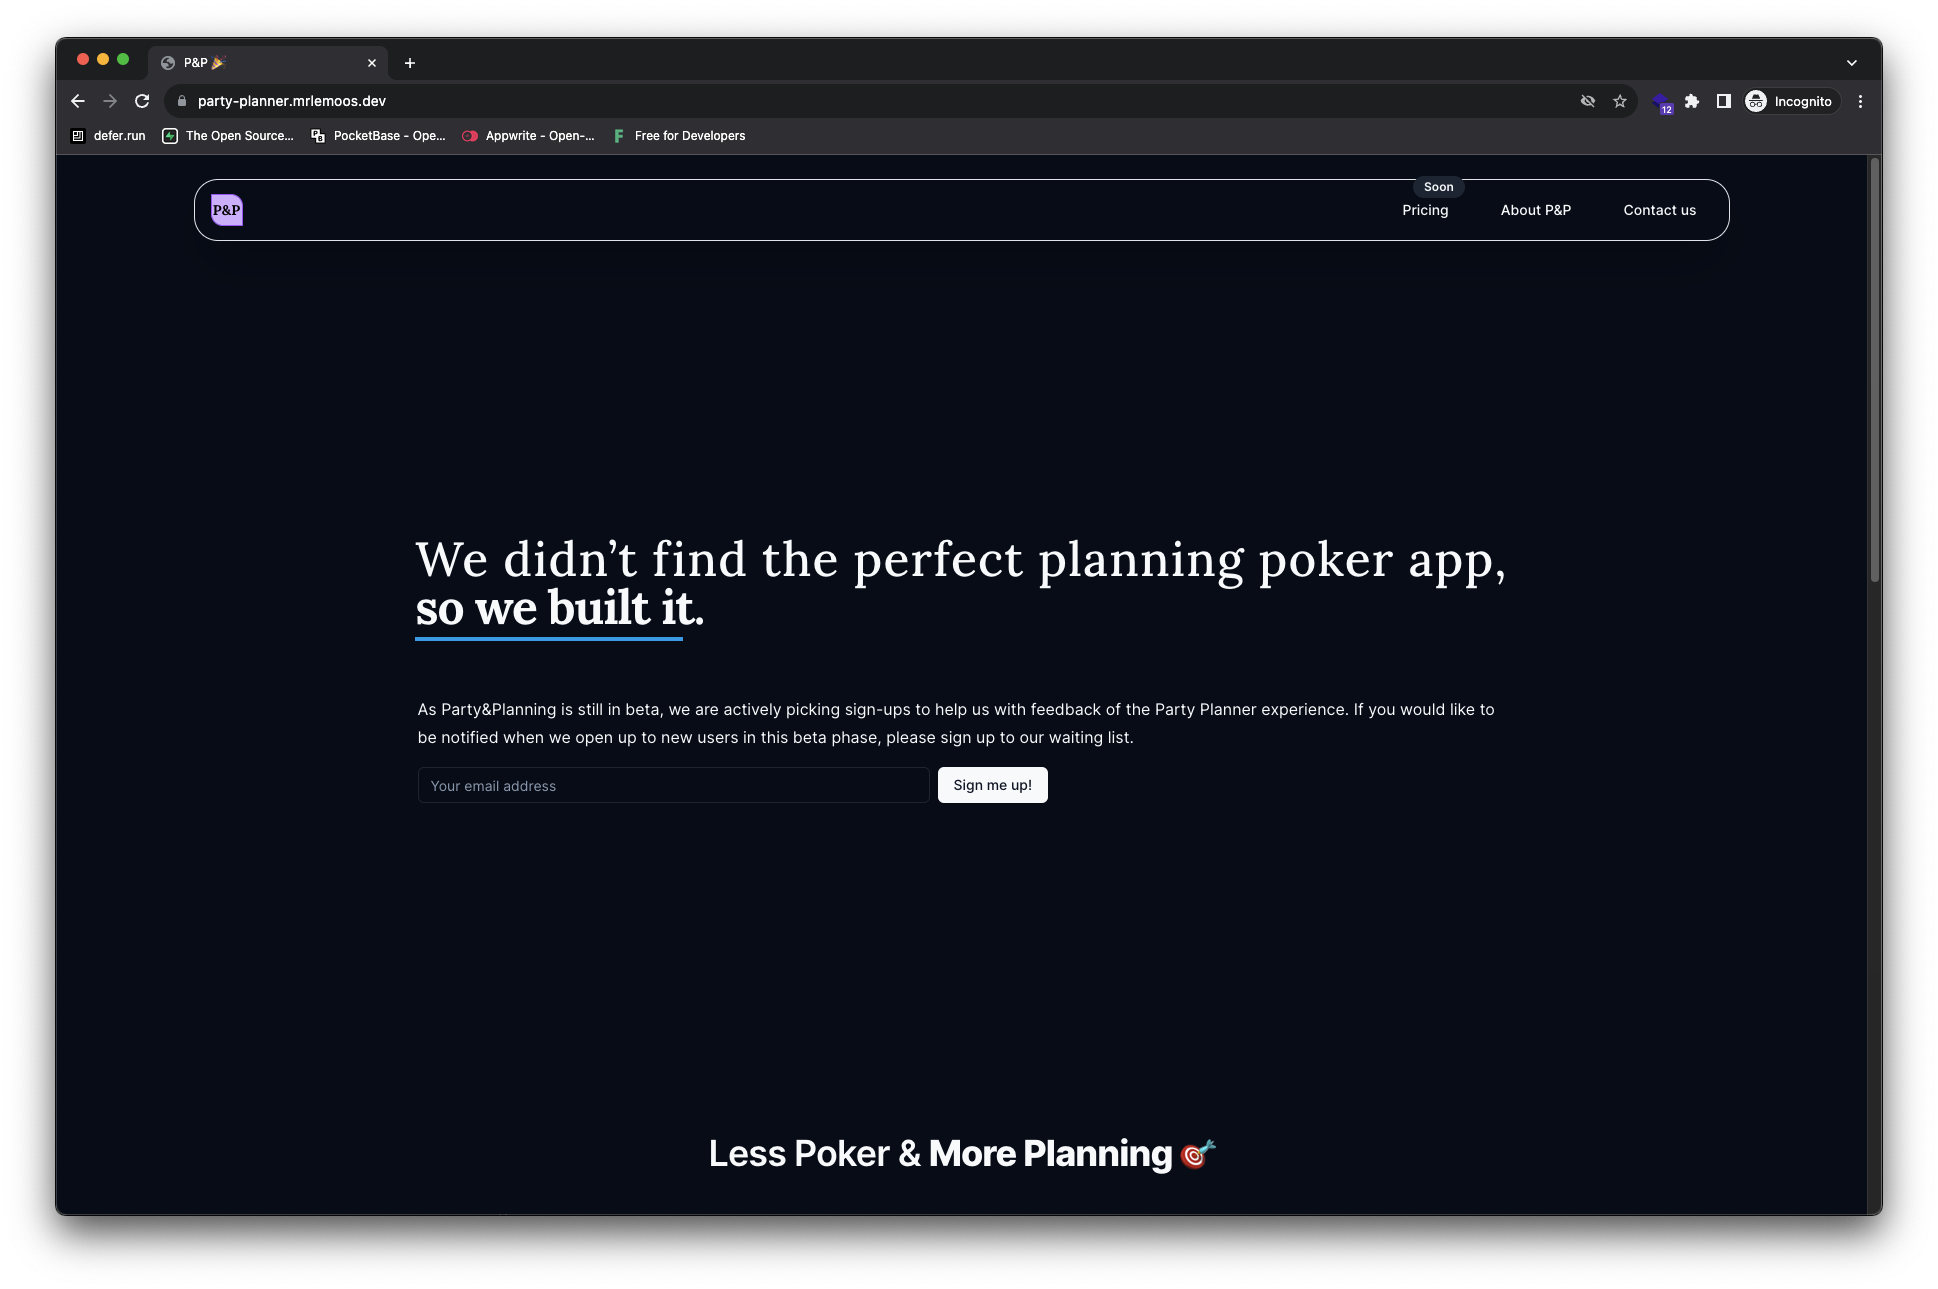 P&P 🎉
party-planner.mrlemoos.dev
12
Incognito
defer.run
The Open Source...
PocketBase - Ope...
Appwrite - Open-...
Free for Developers
P&P
Soon
Pricing
About P&P
Contact us
We didn’t find the perfect planning poker app,
so we built it.
As Party&Planning is still in beta, we are actively picking sign-ups to help us with feedback of the Party Planner experience. If you would like to
be notified when we open up to new users in this beta phase, please sign up to our waiting list.
Your email address
Sign me up!
Less Poker & More Planning 🎯